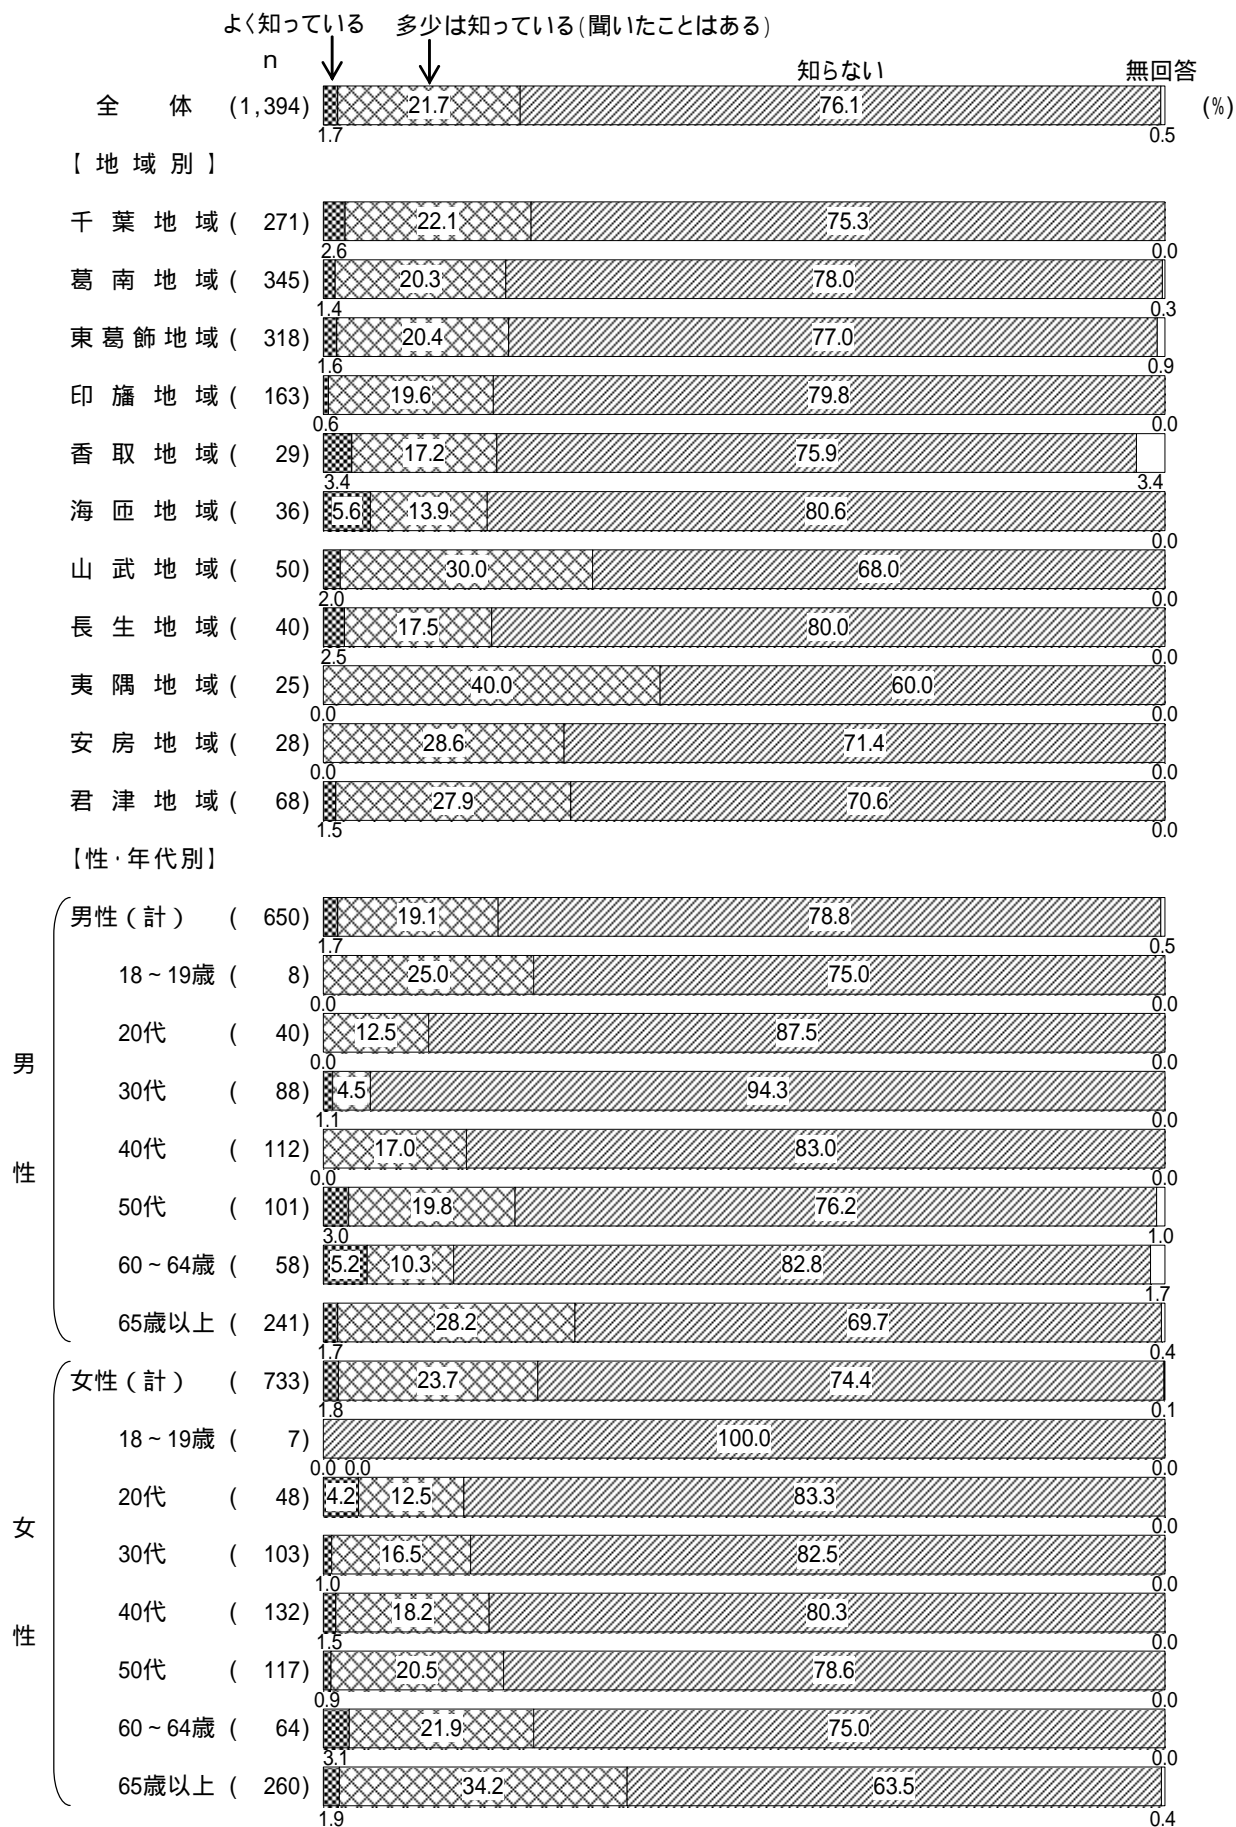 よく知っている 多少は知っている(聞いたことはある)
n 知らない 無回答
全体 (1,394) 21.7 76.1 (%)
1.7 0.5
【地域別】
千葉地域( 271) 22.1 75.3
2.6 0.0
葛南地域( 345) 20.3 78.0
1.4 0.3
東葛飾地域( 318) 20.4 77.0
1.6 0.9
印旛地域( 163) 19.6 79.8
0.6 0.0
香取地域( 29) 17.2 75.9
3.4 3.4
海匝地域( 36) 5.6 13.9 80.6
0.0
山武地域( 50) 30.0 68.0
2.0 0.0
長生地域( 40) 17.5 80.0
2.5 0.0
夷隅地域( 25) 40.0 60.0
0.0 0.0
安房地域( 28) 28.6 71.4
0.0 0.0
君津地域( 68) 27.9 70.6
1.5 0.0
【性・年代別】
男性(計) ( 650) 19.1 78.8
1.7 0.5
18~19歳 ( 8) 25.0 75.0
0.0 0.0
20代 ( 40) 12.5 87.5
0.0 0.0
男
30代 ( 88) 4.5 94.3
1.1 0.0
40代 ( 112) 17.0 83.0
性
0.0 0.0
50代 ( 101) 19.8 76.2
3.0 1.0
60~64歳 ( 58) 5.2 10.3 82.8
1.7
65歳以上 ( 241) 28.2 69.7
1.7 0.4
女性(計) ( 733) 23.7 74.4
1.8 0.1
18~19歳 ( 7) 100.0
0.0 0.0 0.0
20代 ( 48) 4.2 12.5 83.3
女
0.0
30代 ( 103) 16.5 82.5
1.0 0.0
40代 ( 132) 18.2 80.3
性
1.5 0.0
50代 ( 117) 20.5 78.6
0.9 0.0
60~64歳 ( 64) 21.9 75.0
3.1 0.0
65歳以上 ( 260) 34.2 63.5
1.9 0.4